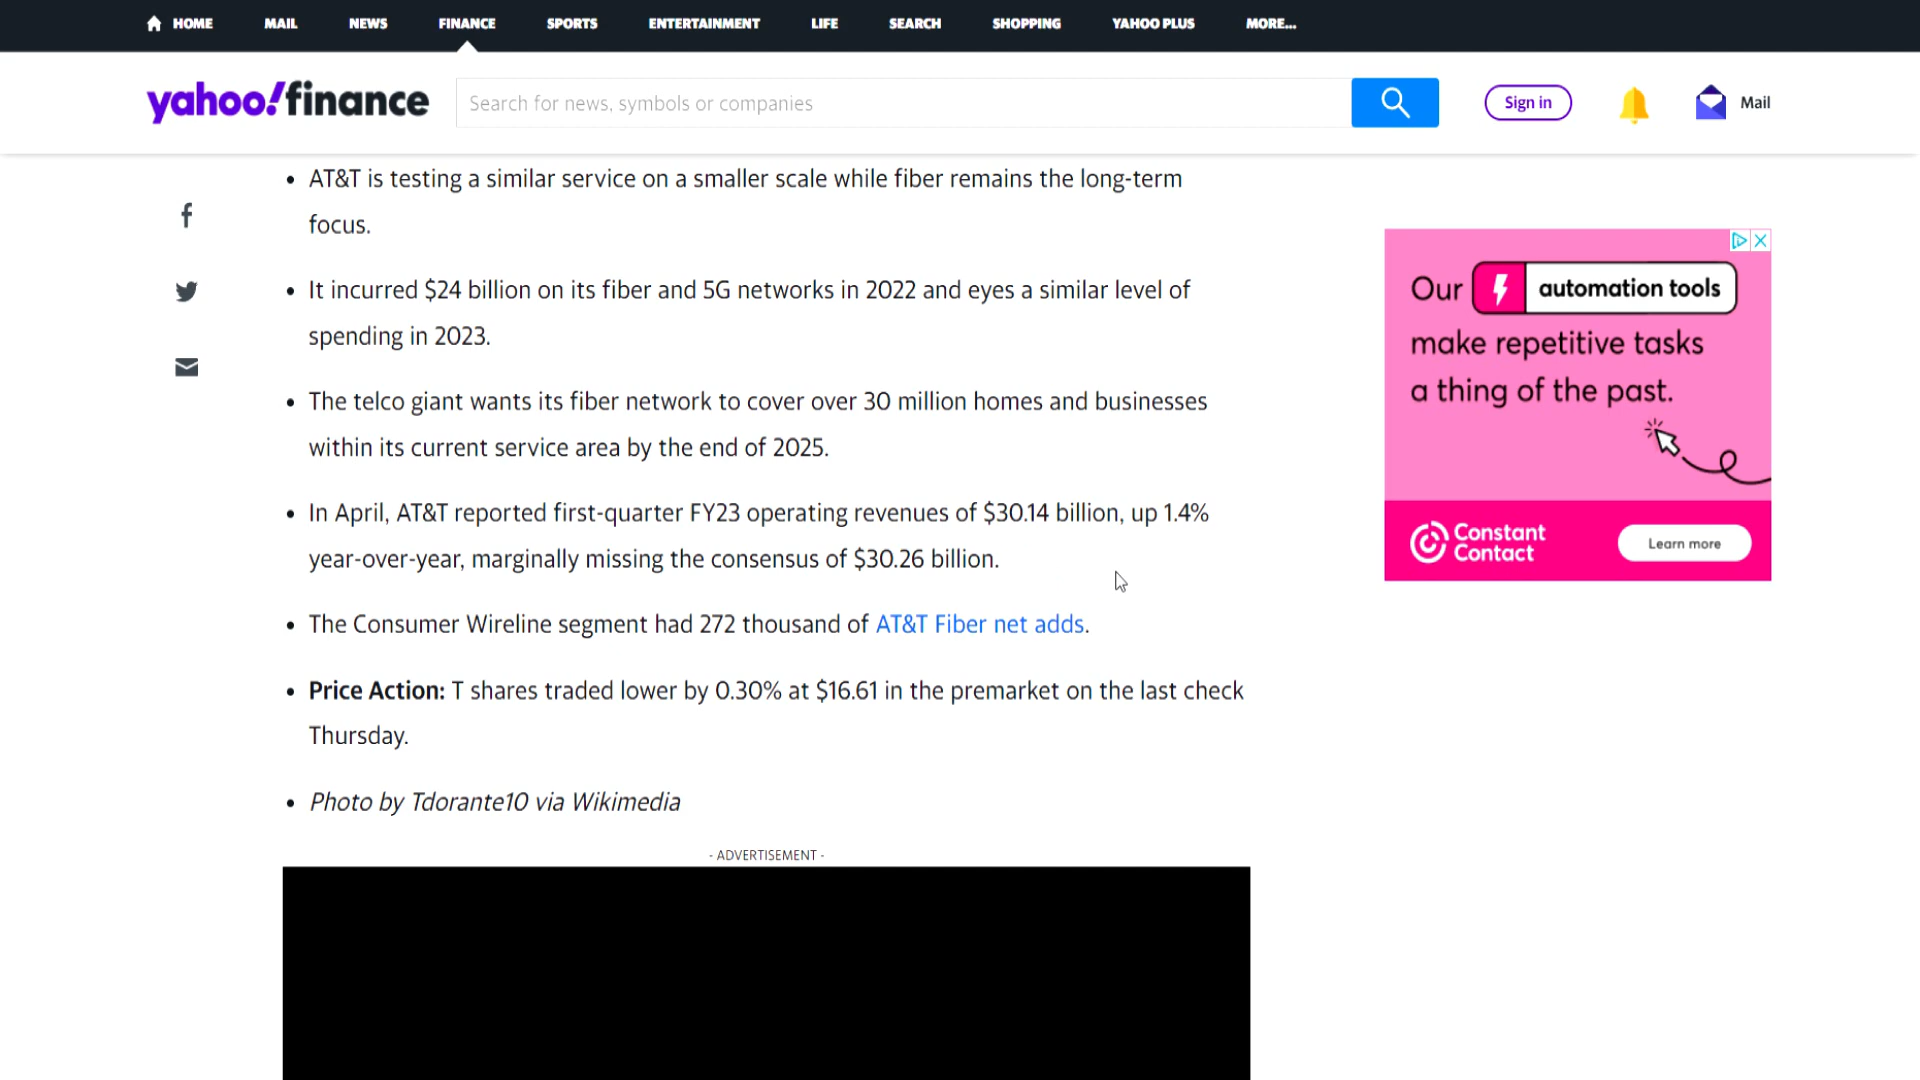 HOME MAIL NEWS FINANCE SPORTS ENTERTAINMENT LIFE SEARCH SHOPPING YAHOO PLUS MORE...
yahoo!finance Search for news, symbols or companies Sign in Mail
• AT&T is testing a similar service on a smaller scale while fiber remains the long-term
focus.
• It incurred $24 billion on its fiber and 5G networks in 2022 and eyes a similar level of
spending in 2023.
• The telco giant wants its fiber network to cover over 30 million homes and businesses
within its current service area by the end of 2025.
• In April, AT&T reported first-quarter FY23 operating revenues of $30.14 billion, up 1.4%
year-over-year, marginally missing the consensus of $30.26 billion.
• The Consumer Wireline segment had 272 thousand of AT&T Fiber net adds.
• Price Action: T shares traded lower by 0.30% at $16.61 in the premarket on the last check
Thursday.
• Photo by Tdorante10 via Wikimedia
- ADVERTISEMENT -
Our automation tools
make repetitive tasks
a thing of the past.
Constant
Contact
Learn more